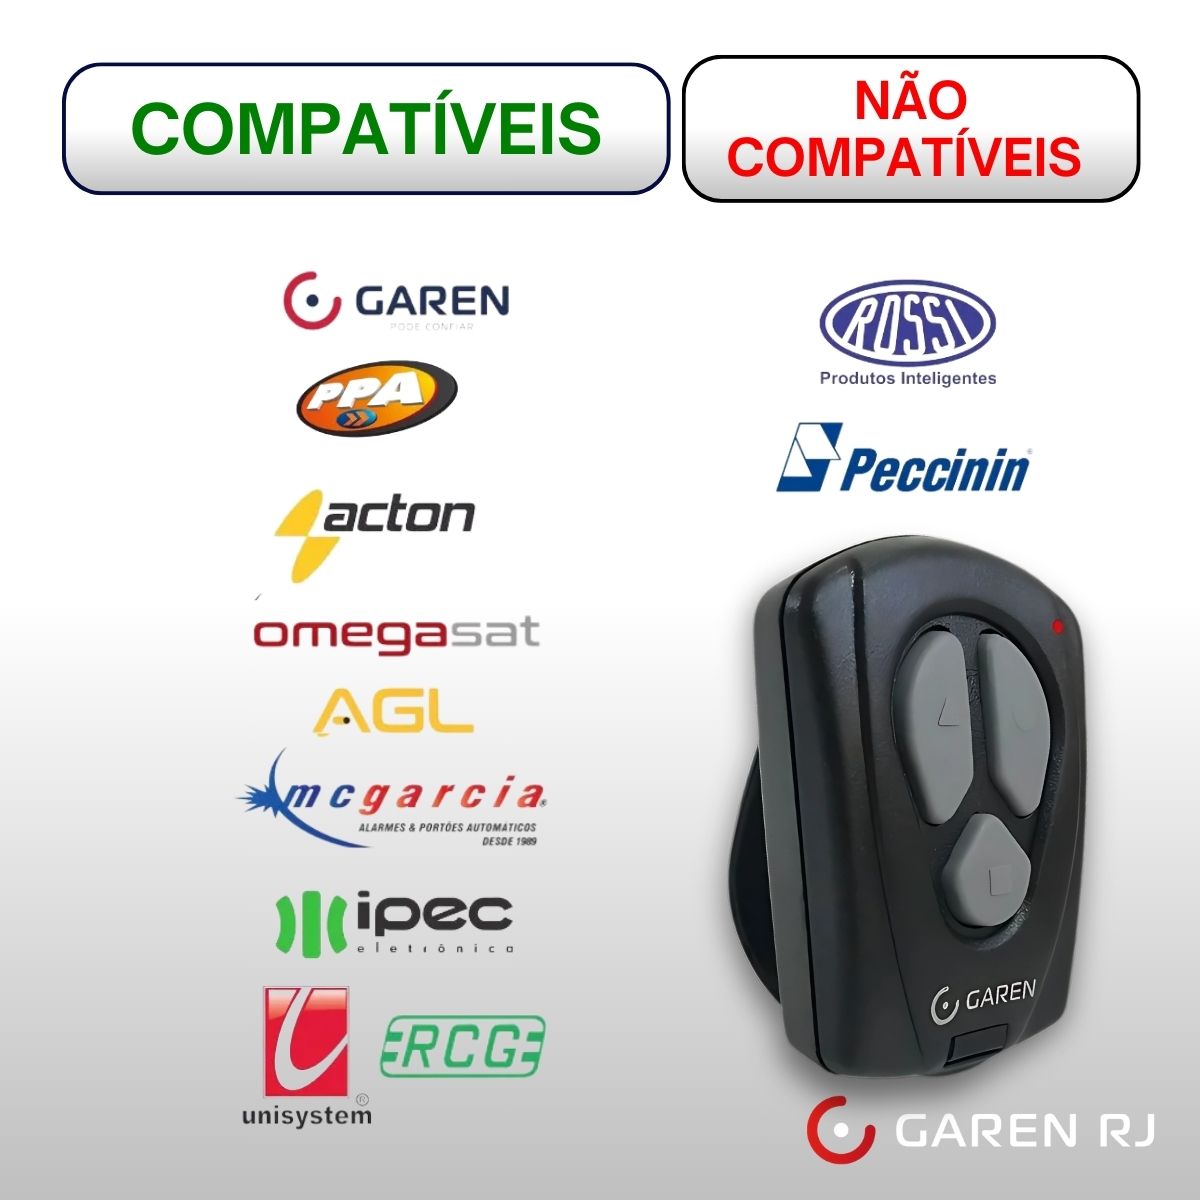 COMPATÍVEIS
NÃO
COMPATÍVEIS
GAREN
PODE CONFIAR
PPA
acton
omegasat
AGL
mcgarcia®
ALARMES & PORTÕES AUTOMÁTICOS
DESDE 1989
ipec
eletrônica
unisystem®
RCG
ROSSI
Produtos Inteligentes
Peccinin®
GAREN
GAREN RJ